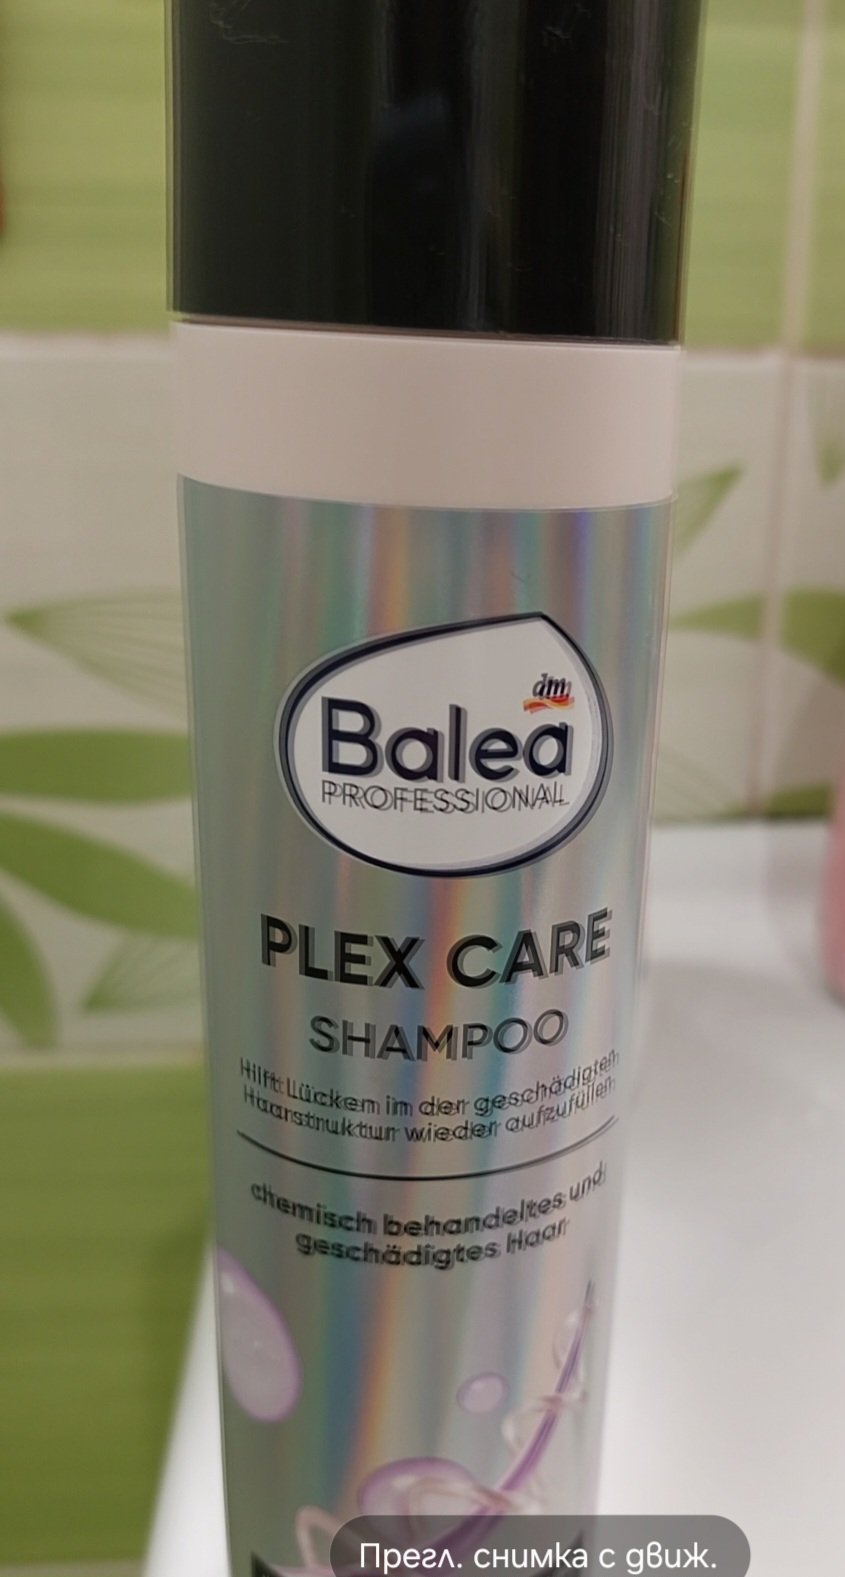 dm
Balea
PROFESSIONAL
PLEX CARE
SHAMPOO
Hilft Lücken in der geschädigten
Haarstruktur wieder aufzufüllen
chemisch behandeltes und
geschädigtes Haar
Прегл. снимка с движ.